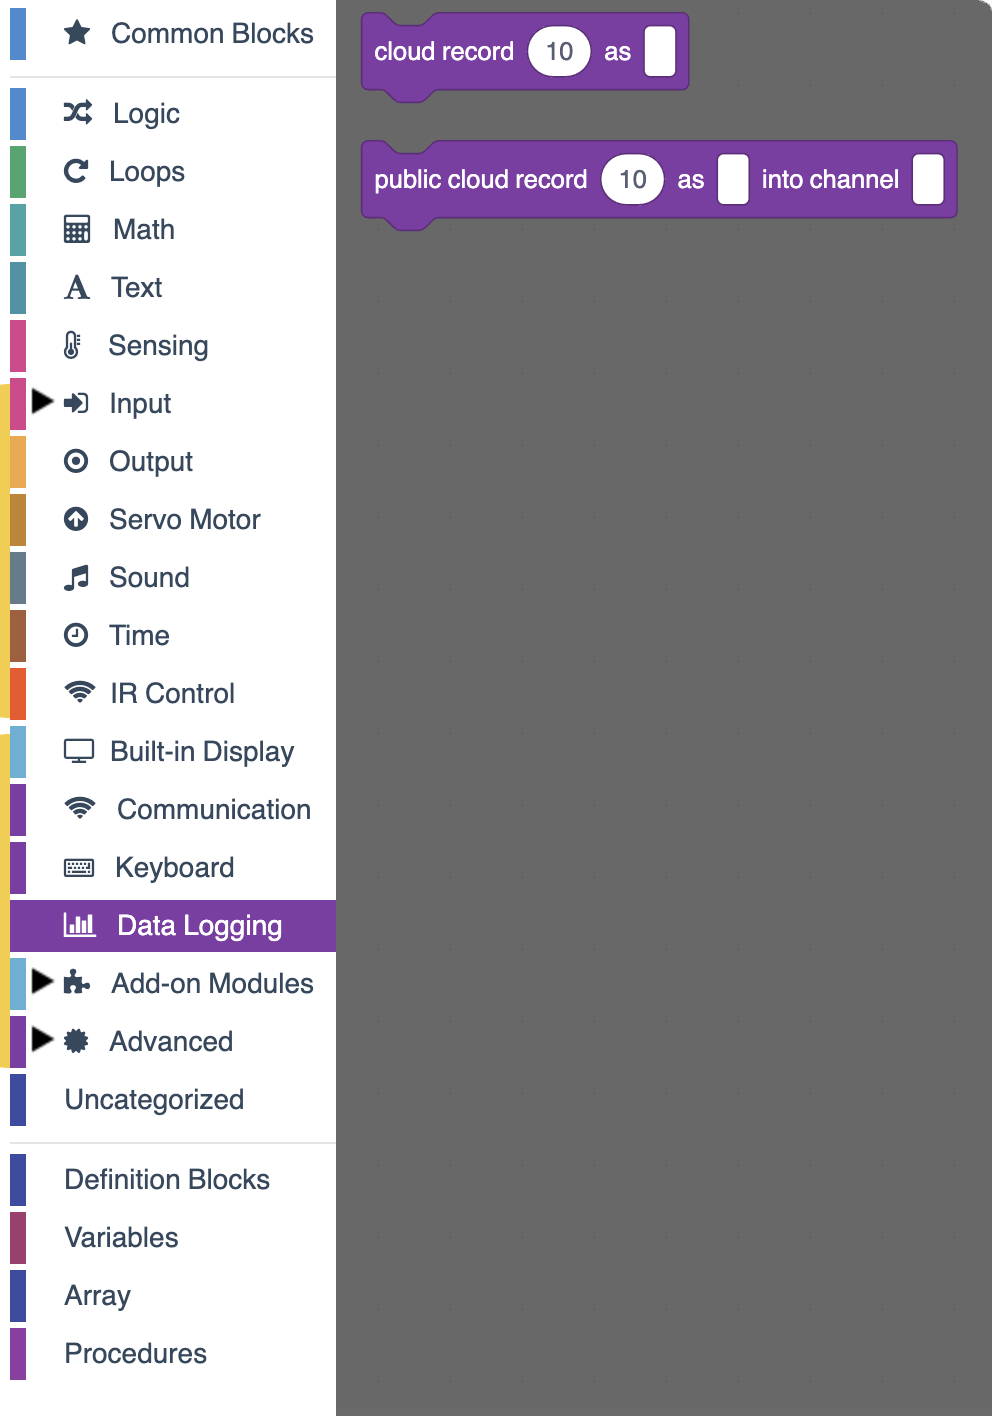 Common Blocks
Logic
Loops
Math
Text
Sensing
Input
Output
Servo Motor
Sound
Time
IR Control
Built-in Display
Communication
Keyboard
Data Logging
Add-on Modules
Advanced
Uncategorized
Definition Blocks
Variables
Array
Procedures
cloud record 10 as
public cloud record 10 as into channel